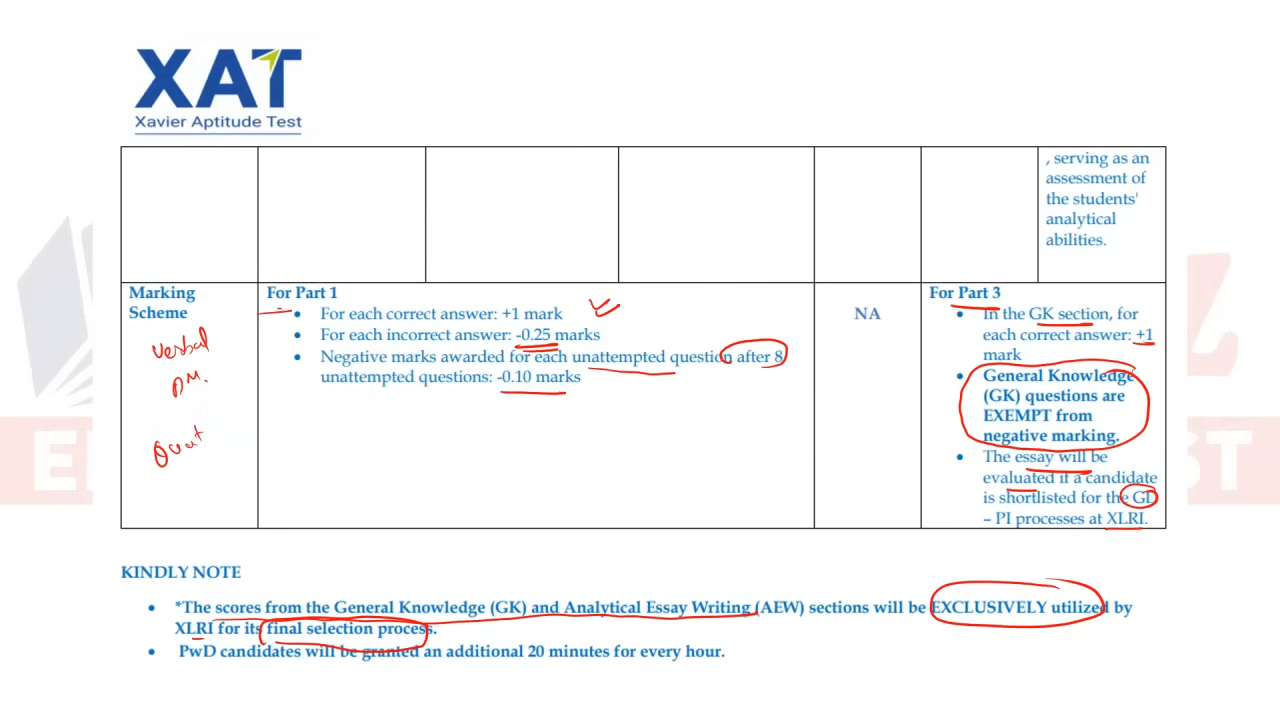 XAT
Xavier Aptitude Test
, serving as an
assessment of
the students'
analytical
abilities.
Marking
Scheme
Verbal
DM.
Quat
For Part 1
• For each correct answer: +1 mark
• For each incorrect answer: -0.25 marks
• Negative marks awarded for each unattempted question after 8
unattempted questions: -0.10 marks
NA
For Part 3
• In the GK section, for
each correct answer: +1
mark
• General Knowledge
(GK) questions are
EXEMPT from
negative marking.
• The essay will be
evaluated if a candidate
is shortlisted for the GD
– PI processes at XLRI.
KINDLY NOTE
• *The scores from the General Knowledge (GK) and Analytical Essay Writing (AEW) sections will be EXCLUSIVELY utilized by
XLRI for its final selection process.
• PwD candidates will be granted an additional 20 minutes for every hour.